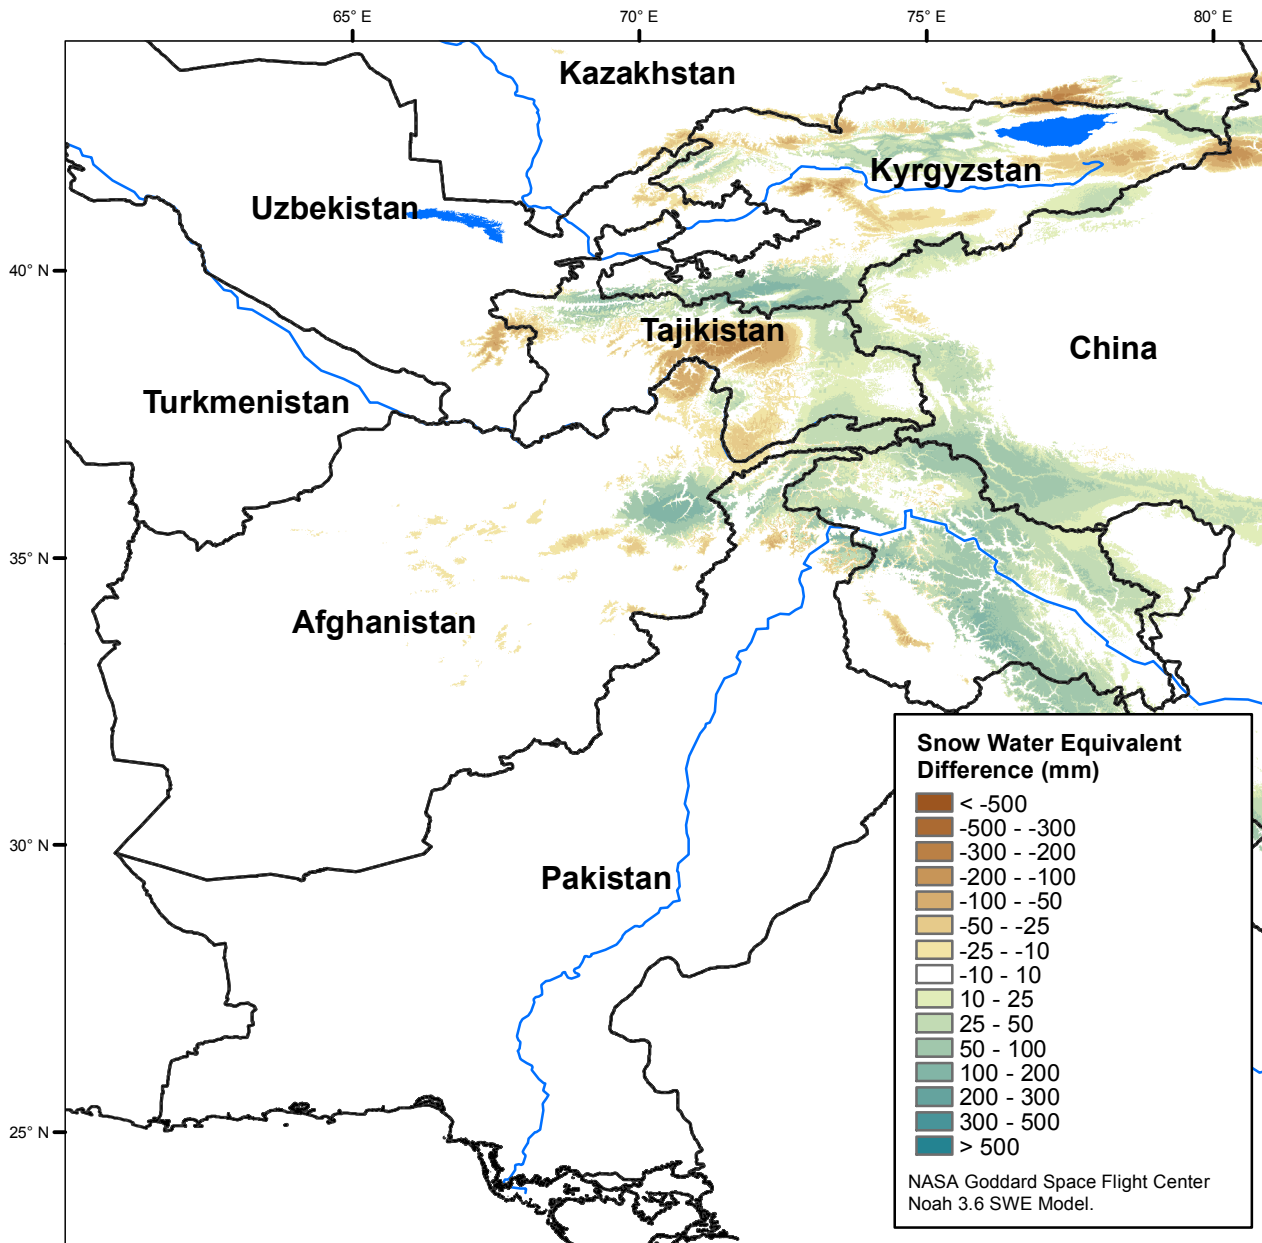 65° E
70° E
75° E
80° E
Kazakhstan
Kyrgyzstan
Uzbekistan
40° N
Tajikistan
China
Turkmenistan
35° N
Afghanistan
Snow Water Equivalent
Difference (mm)
< -500
-500 - -300
-300 - -200
-200 - -100
-100 - -50
-50 - -25
-25 - -10
-10 - 10
10 - 25
25 - 50
50 - 100
100 - 200
200 - 300
300 - 500
> 500
30° N
Pakistan
25° N
NASA Goddard Space Flight Center
Noah 3.6 SWE Model.